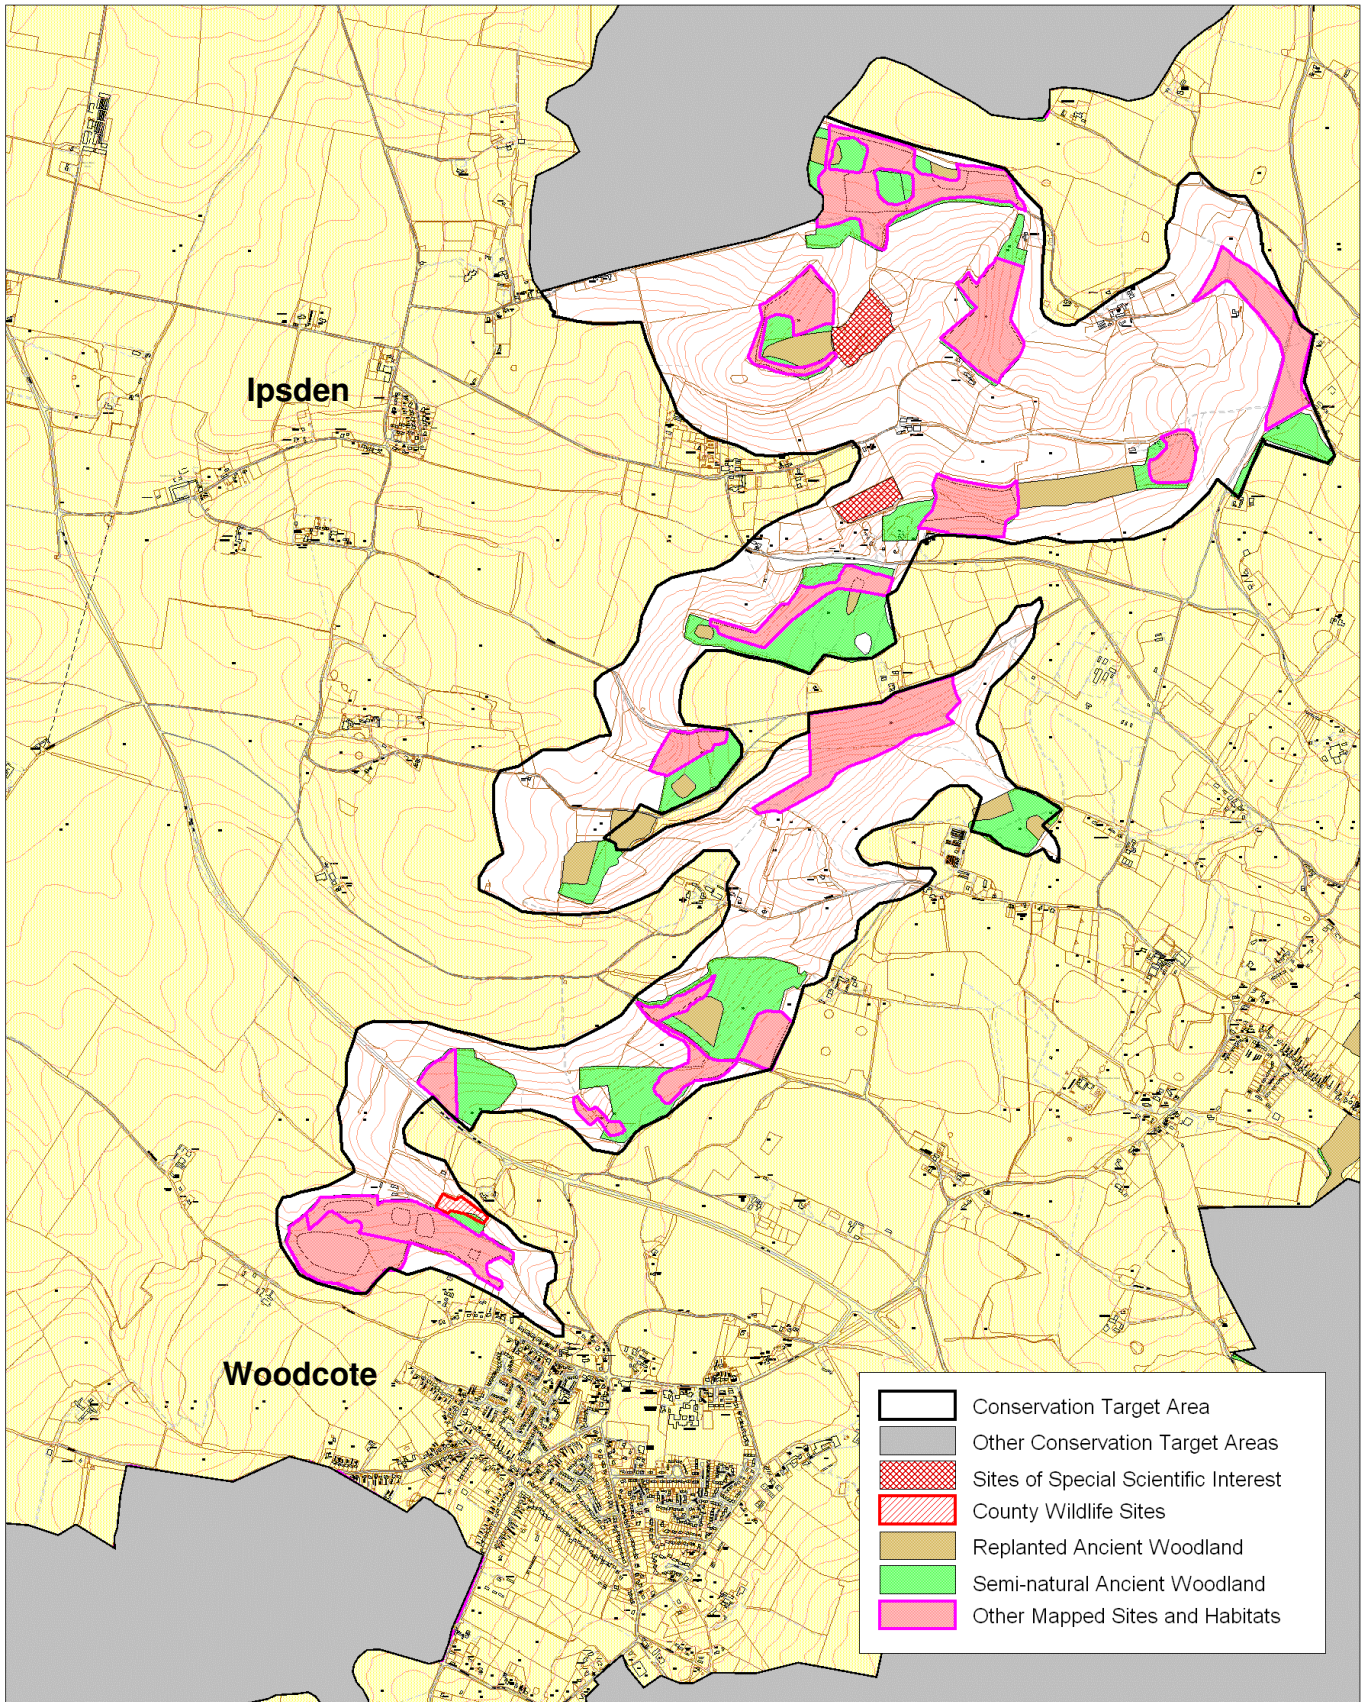 Ipsden
Woodcote
Conservation Target Area
Other Conservation Target Areas
Sites of Special Scientific Interest
County Wildlife Sites
Replanted Ancient Woodland
Semi-natural Ancient Woodland
Other Mapped Sites and Habitats